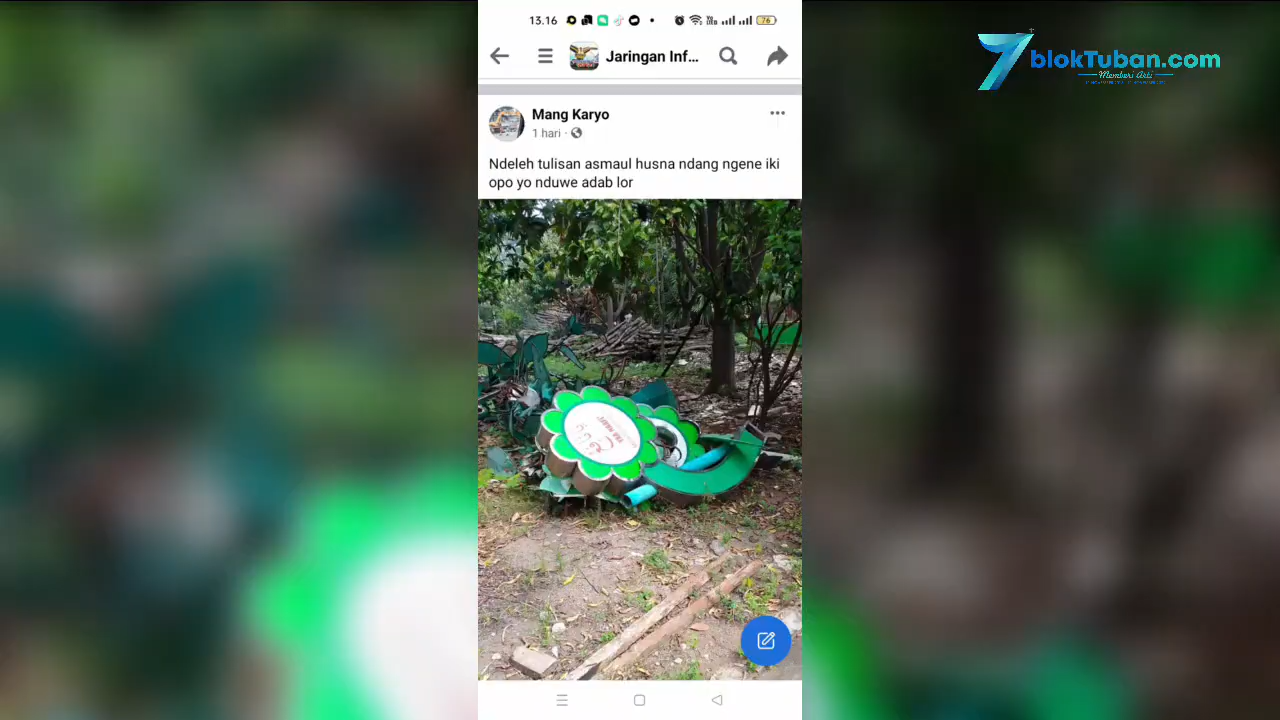 13.16
76
Jaringan Inf...
bloktuban.com
Memberi Arti
Mang Karyo
1 hari ·
Ndeleh tulisan asmaul husna ndang ngene iki
opo yo nduwe adab lor